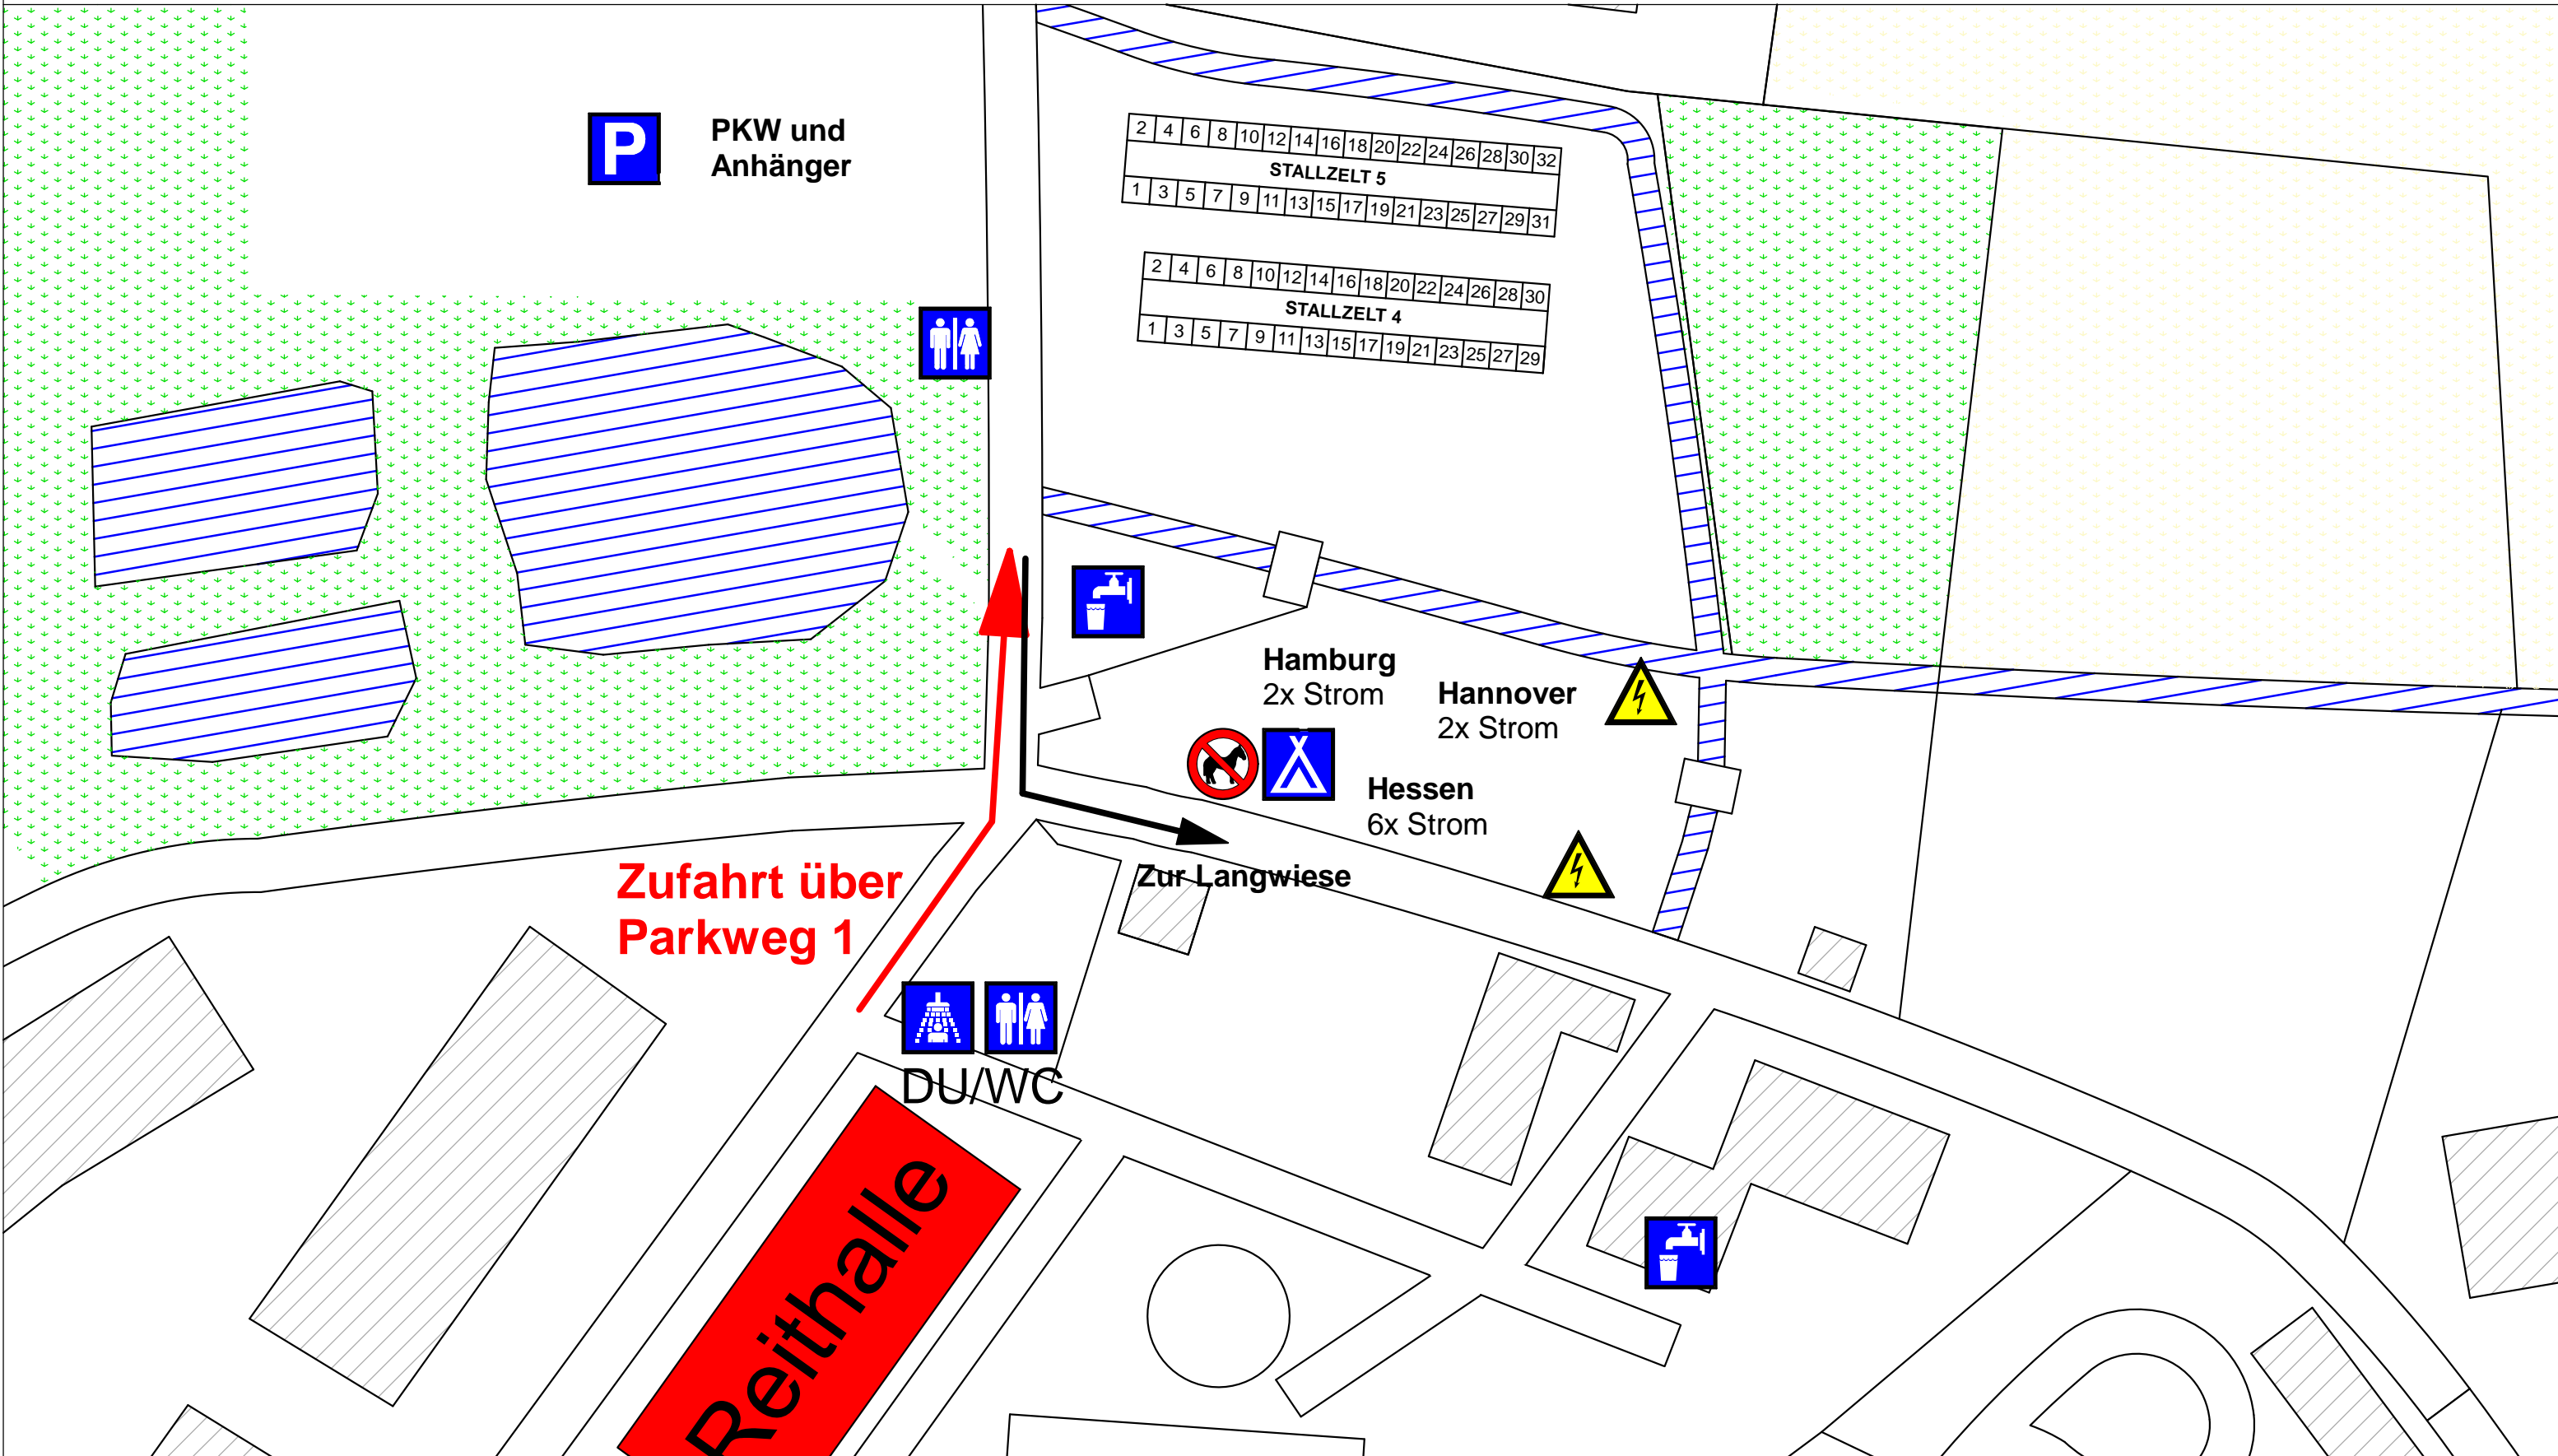 P
PKW und
Anhänger
2 4 6 8 10 12 14 16 18 20 22 24 26 28 30 32
STALLZELT 5
1 3 5 7 9 11 13 15 17 19 21 23 25 27 29 31
2 4 6 8 10 12 14 16 18 20 22 24 26 28 30
STALLZELT 4
1 3 5 7 9 11 13 15 17 19 21 23 25 27 29
Hamburg
2x Strom
Hannover
2x Strom
Hessen
6x Strom
Zur Langwiese
Zufahrt über
Parkweg 1
DU/WC
Reithalle